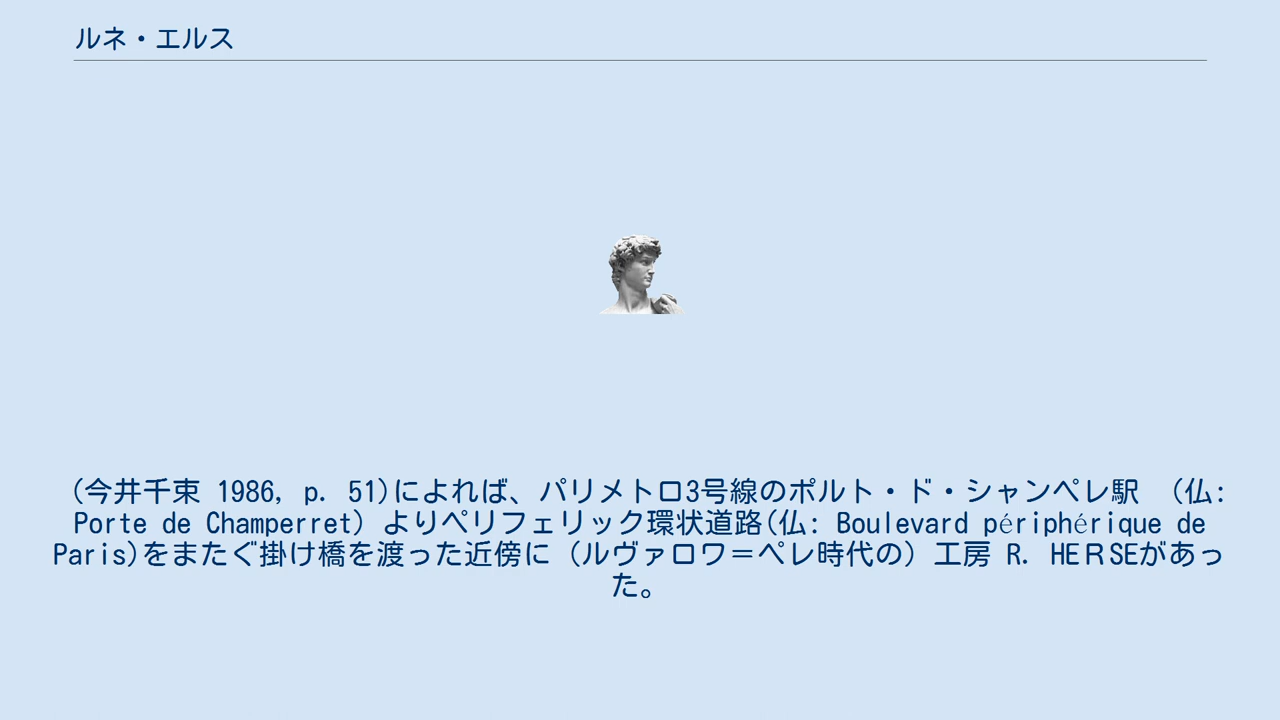 ルネ・エルス
(今井千束 1986, p. 51)によれば、パリメトロ3号線のポルト・ド・シャンペレ駅 （仏:
Porte de Champerret）よりペリフェリック環状道路(仏: Boulevard périphérique de
Paris)をまたぐ掛け橋を渡った近傍に（ルヴァロワ＝ペレ時代の）工房 R. HEＲSEがあっ
た。